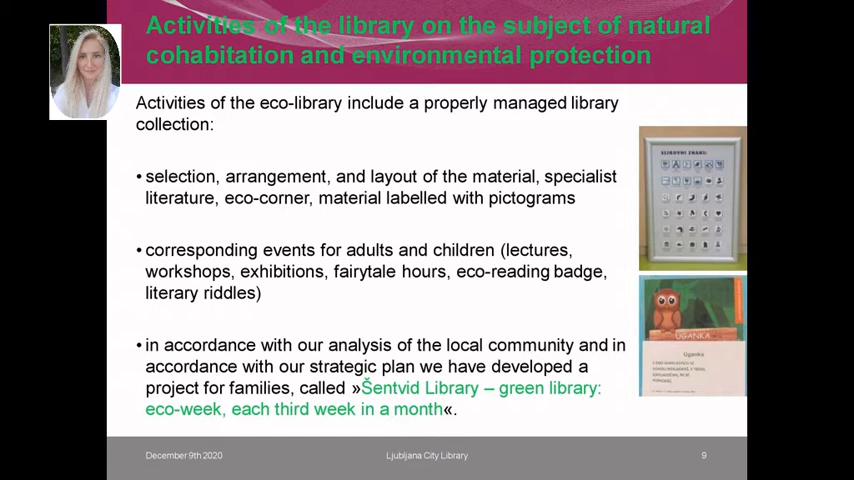 Activities of the library on the subject of natural
cohabitation and environmental protection
Activities of the eco-library include a properly managed library
collection:
• selection, arrangement, and layout of the material, specialist
literature, eco-corner, material labelled with pictograms
• corresponding events for adults and children (lectures,
workshops, exhibitions, fairytale hours, eco-reading badge,
literary riddles)
• in accordance with our analysis of the local community and in
accordance with our strategic plan we have developed a
project for families, called »Šentvid Library – green library:
eco-week, each third week in a month«.
SLIKOVNI ZNAKI:
UGANKA
Uganka
December 9th 2020
Ljubljana City Library
9